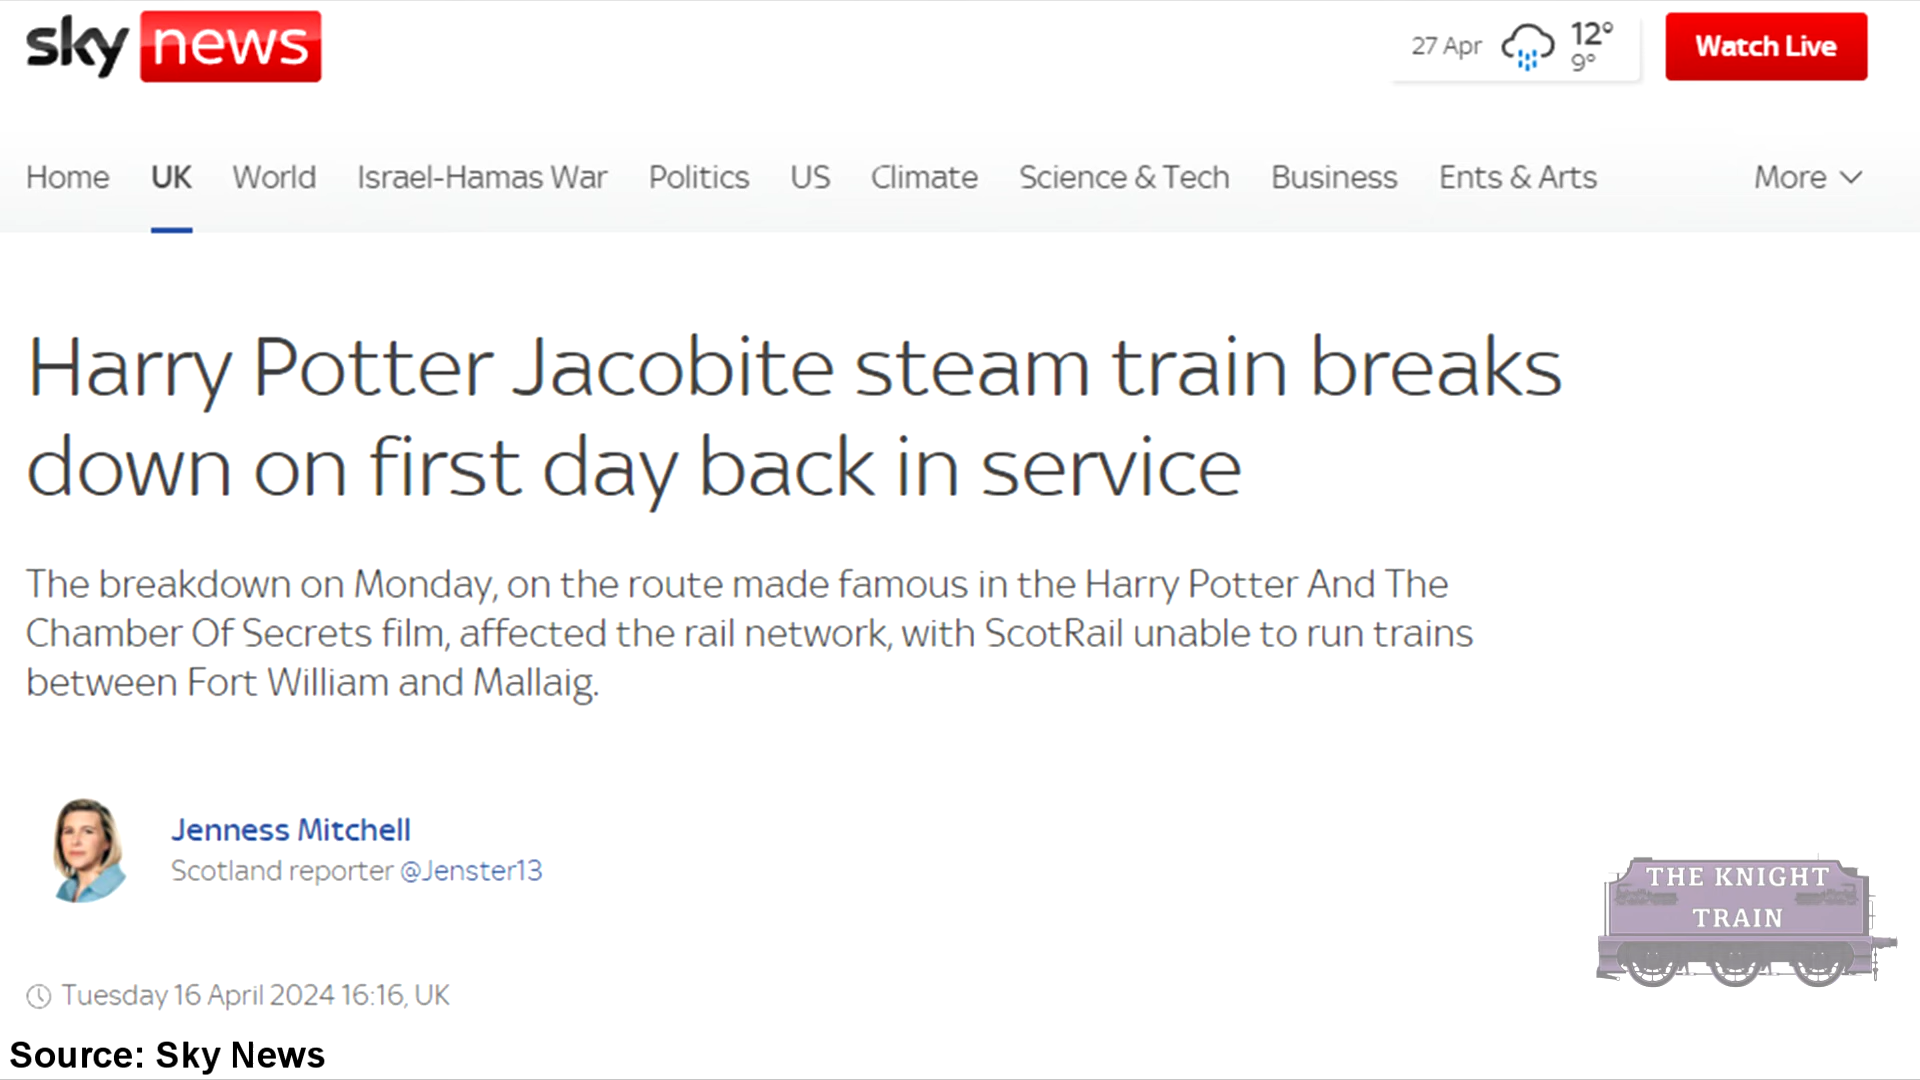 sky news
27 Apr 12° 9°
Watch Live
Home UK World Israel-Hamas War Politics US Climate Science & Tech Business Ents & Arts More
Harry Potter Jacobite steam train breaks
down on first day back in service
The breakdown on Monday, on the route made famous in the Harry Potter And The
Chamber Of Secrets film, affected the rail network, with ScotRail unable to run trains
between Fort William and Mallaig.
Jenness Mitchell
Scotland reporter @Jenster13
THE KNIGHT
TRAIN
Tuesday 16 April 2024 16:16, UK
Source: Sky News